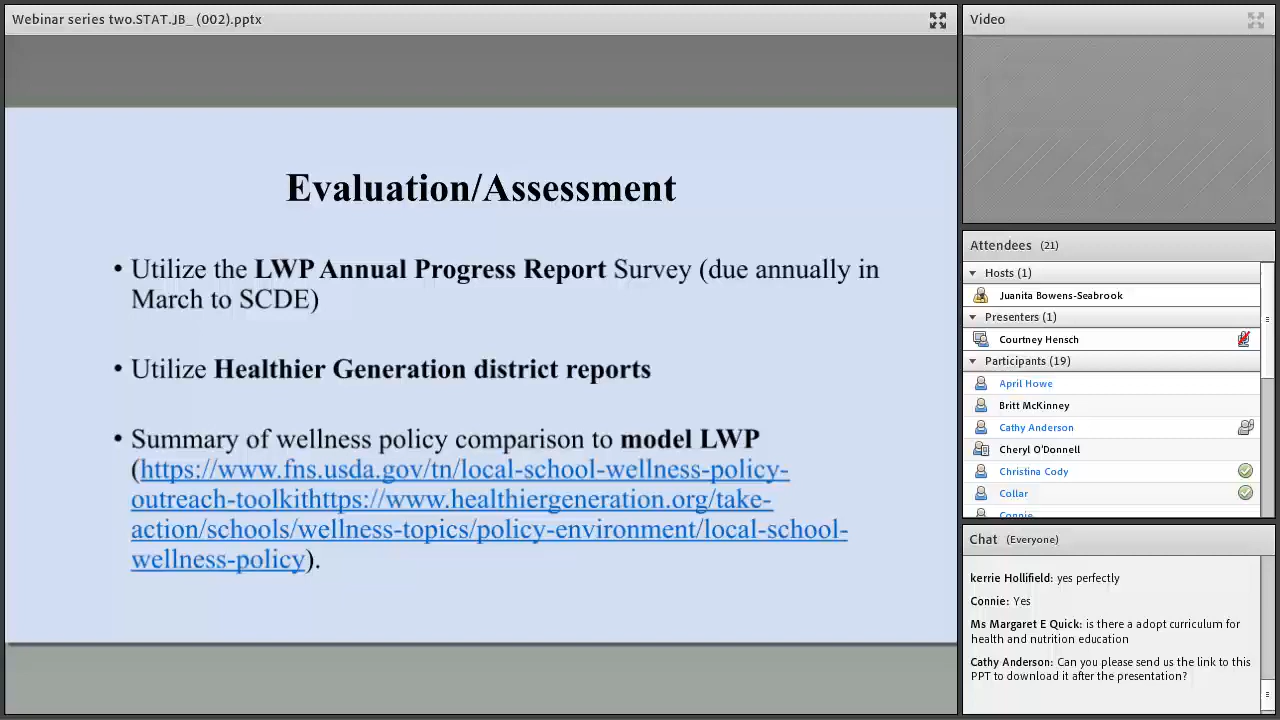 Webinar series two.STAT.JB_ (002).pptx
Evaluation/Assessment
• Utilize the LWP Annual Progress Report Survey (due annually in
March to SCDE)
• Utilize Healthier Generation district reports
• Summary of wellness policy comparison to model LWP
(https://www.fns.usda.gov/tn/local-school-wellness-policy-
outreach-toolkithttps://www.healthiergeneration.org/take-
action/schools/wellness-topics/policy-environment/local-school-
wellness-policy).
Video
Attendees (21)
Hosts (1)
Juanita Bowens-Seabrook
Presenters (1)
Courtney Hensch
Participants (19)
April Howe
Britt McKinney
Cathy Anderson
Cheryl O'Donnell
Christina Cody
Collar
Connie
Chat (Everyone)
kerrie Hollifield: yes perfectly
Connie: Yes
Ms Margaret E Quick: is there a adopt curriculum for
health and nutrition education
Cathy Anderson: Can you please send us the link to this
PPT to download it after the presentation?